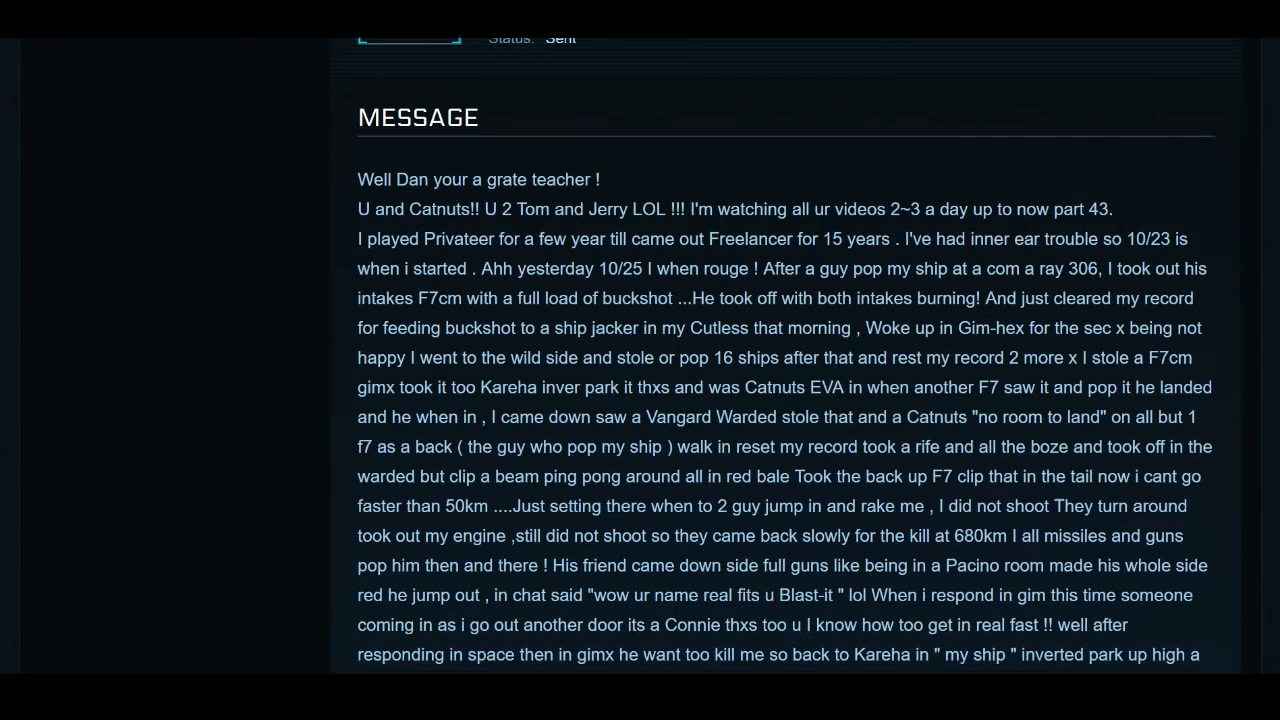 Status: Sent
MESSAGE
Well Dan your a grate teacher !
U and Catnuts!! U 2 Tom and Jerry LOL !!! I'm watching all ur videos 2~3 a day up to now part 43.
I played Privateer for a few year till came out Freelancer for 15 years . I've had inner ear trouble so 10/23 is
when i started . Ahh yesterday 10/25 I when rouge ! After a guy pop my ship at a com a ray 306, I took out his
intakes F7cm with a full load of buckshot ...He took off with both intakes burning! And just cleared my record
for feeding buckshot to a ship jacker in my Cutless that morning , Woke up in Gim-hex for the sec x being not
happy I went to the wild side and stole or pop 16 ships after that and rest my record 2 more x I stole a F7cm
gimx took it too Kareha inver park it thxs and was Catnuts EVA in when another F7 saw it and pop it he landed
and he when in , I came down saw a Vangard Warded stole that and a Catnuts "no room to land" on all but 1
f7 as a back ( the guy who pop my ship ) walk in reset my record took a rife and all the boze and took off in the
warded but clip a beam ping pong around all in red bale Took the back up F7 clip that in the tail now i cant go
faster than 50km ....Just setting there when to 2 guy jump in and rake me , I did not shoot They turn around
took out my engine ,still did not shoot so they came back slowly for the kill at 680km I all missiles and guns
pop him then and there ! His friend came down side full guns like being in a Pacino room made his whole side
red he jump out , in chat said "wow ur name real fits u Blast-it " lol When i respond in gim this time someone
coming in as i go out another door its a Connie thxs too u I know how too get in real fast !! well after
responding in space then in gimx he want too kill me so back to Kareha in " my ship " inverted park up high a